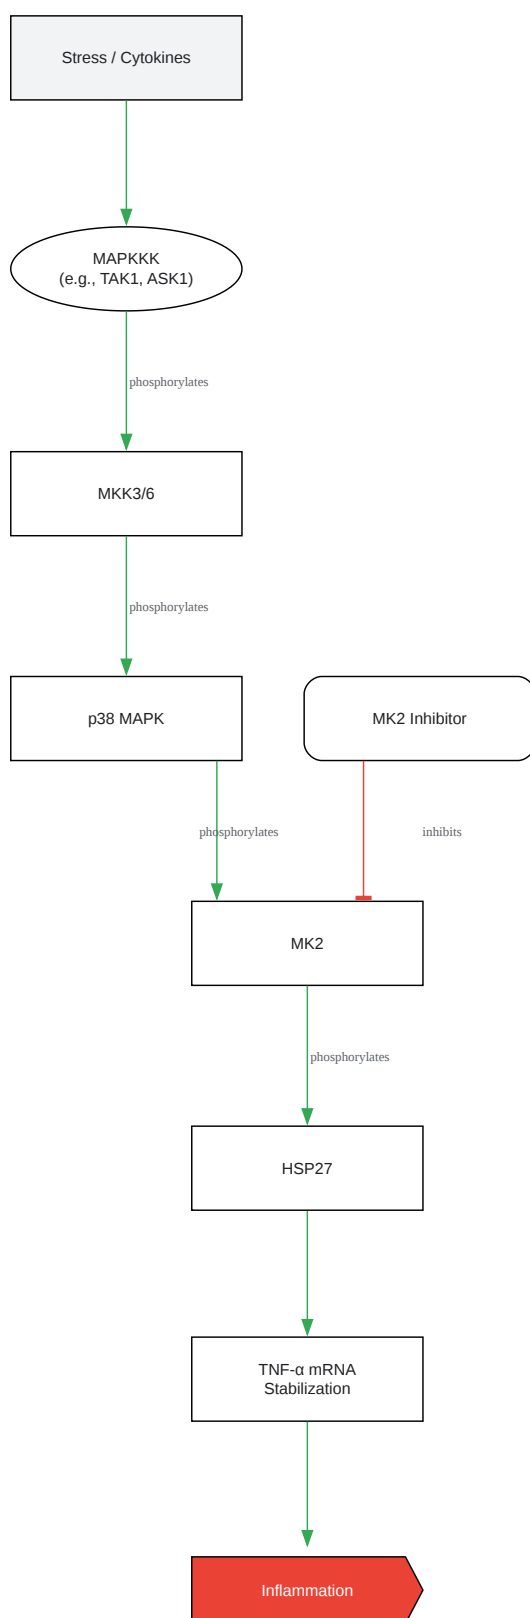 Stress / Cytokines
MAPKKK
(e.g., TAK1, ASK1)
phosphorylates
MKK3/6
phosphorylates
p38 MAPK
MK2 Inhibitor
phosphorylates
inhibits
MK2
phosphorylates
HSP27
TNF-α mRNA
Stabilization
Inflammation